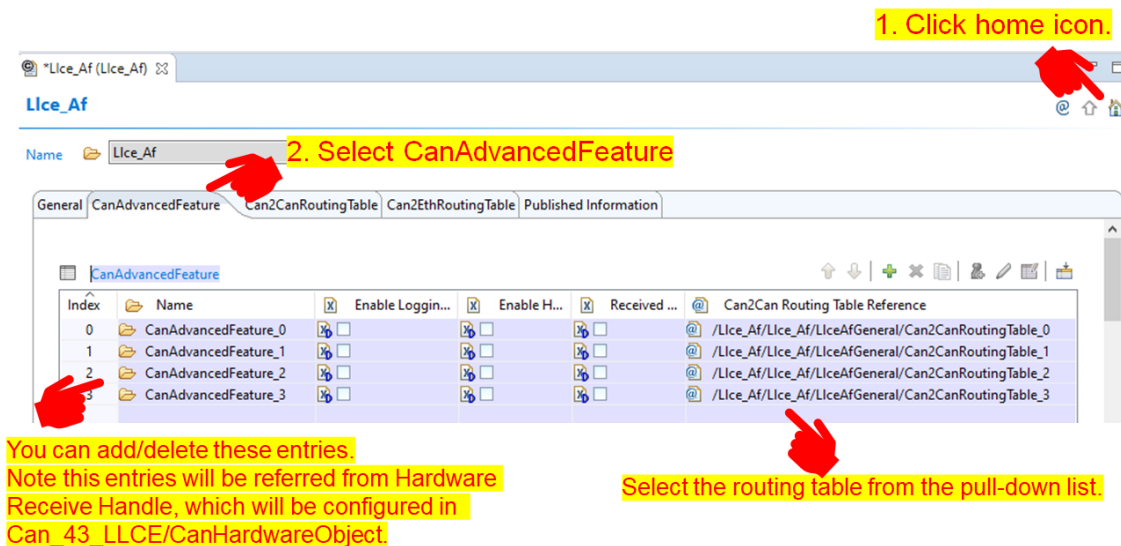 1. Click home icon.
*Llce_Af (Llce_Af)
Llce_Af
Name Llce_Af
2. Select CanAdvancedFeature
General CanAdvancedFeature Can2CanRoutingTable Can2EthRoutingTable Published Information
CanAdvancedFeature
Index Name Enable Loggin... Enable H... Received ... Can2Can Routing Table Reference
0 CanAdvancedFeature_0 /Llce_Af/Llce_Af/LlceAfGeneral/Can2CanRoutingTable_0
1 CanAdvancedFeature_1 /Llce_Af/Llce_Af/LlceAfGeneral/Can2CanRoutingTable_1
2 CanAdvancedFeature_2 /Llce_Af/Llce_Af/LlceAfGeneral/Can2CanRoutingTable_2
3 CanAdvancedFeature_3 /Llce_Af/Llce_Af/LlceAfGeneral/Can2CanRoutingTable_3
You can add/delete these entries.
Note this entries will be referred from Hardware
Receive Handle, which will be configured in
Can_43_LLCE/CanHardwareObject.
Select the routing table from the pull-down list.